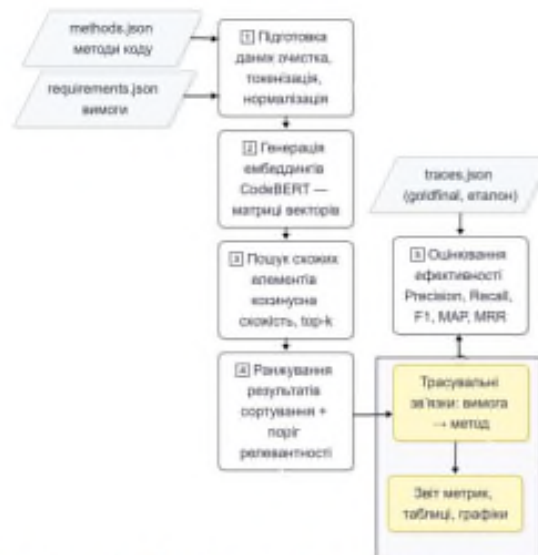 methods.json
методи коду
requirements.json
вимоги
1 Підготовка
даних очистка,
токенізація,
нормалізація
2 Генерація
ембеддингів
CodeBERT —
матриці векторів
3 Пошук схожих
елементів
косинусна
схожість, top-k
4 Ранжування
результатів
сортування +
поріг
релевантності
traces.json
(goldfinal, еталон)
5 Оцінювання
ефективності
Precision, Recall,
F1, MAP, MRR
Трасувальні
зв'язки: вимога
→ метод
Звіт метрик,
таблиці, графіки